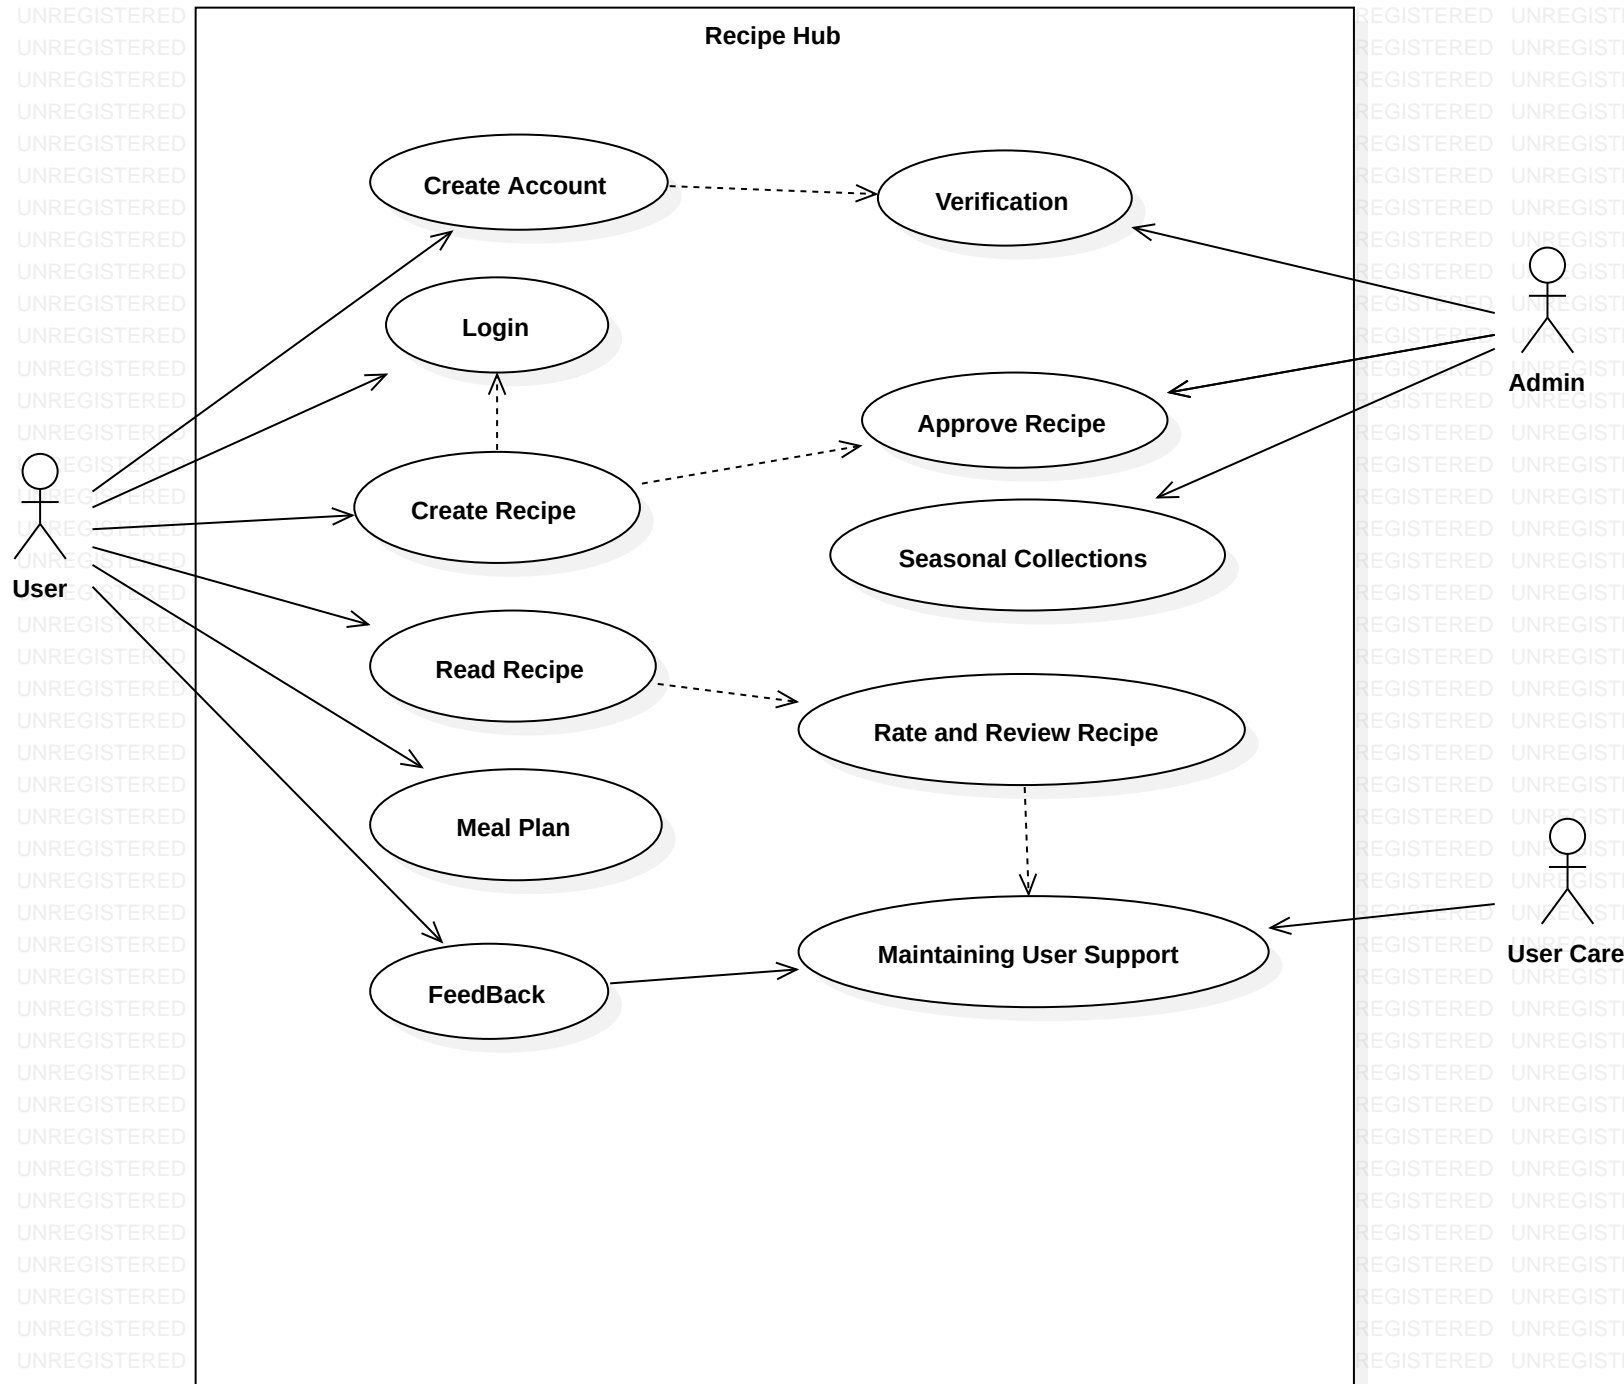 Recipe Hub
Create Account
Verification
Login
Admin
Approve Recipe
Create Recipe
Seasonal Collections
User
Read Recipe
Rate and Review Recipe
Meal Plan
Maintaining User Support
User Care
FeedBack
UNREGISTERED